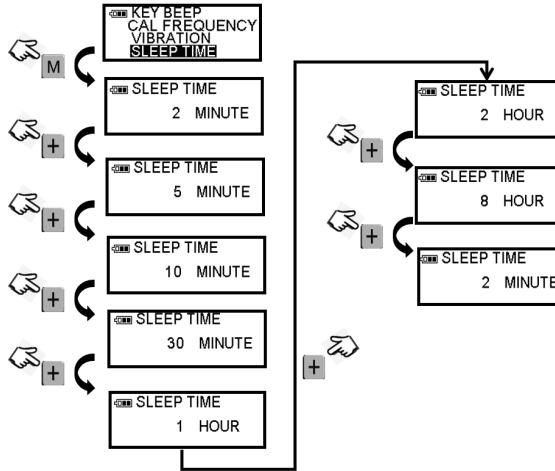 KEY BEEP
CAL FREQUENCY
VIBRATION
SLEEP TIME
M
SLEEP TIME
2 MINUTE
+
SLEEP TIME
5 MINUTE
+
SLEEP TIME
10 MINUTE
+
SLEEP TIME
30 MINUTE
+
SLEEP TIME
1 HOUR
+
SLEEP TIME
2 HOUR
+
SLEEP TIME
8 HOUR
+
SLEEP TIME
2 MINUTE